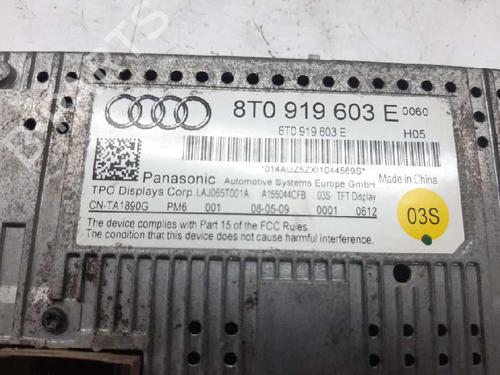 8T0 919 603 E 0060
8T0 919 603 E H05
*014AUZ5ZXI1044569S*
Panasonic Automotive Systems Europe GmbH Made in China
TPO Displays Corp. LAJ065T001A A155044CFB 03S TFT Display
CN-TA1890G PM6 001 08-05-09 0001 0612
03S
The device complies with Part 15 of the FCC Rules.
The condition that this device does not cause harmful interference.